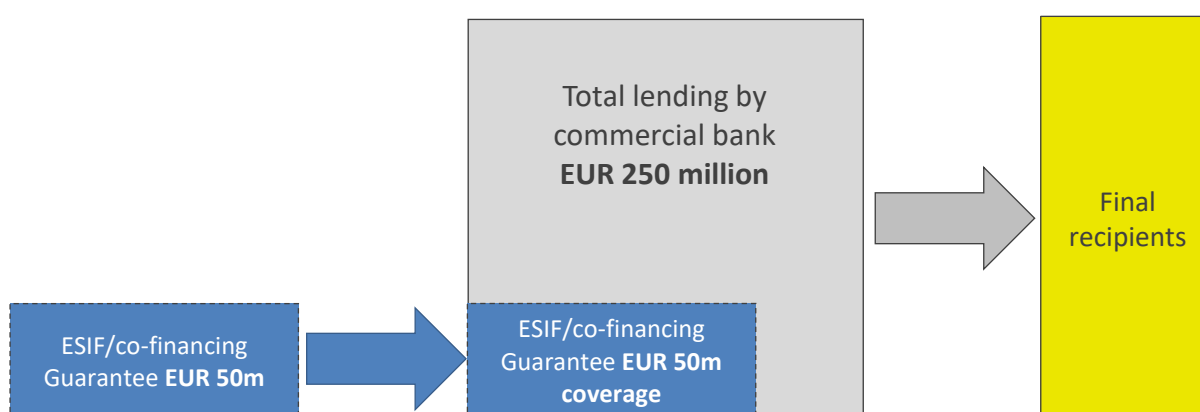 Total lending by
commercial bank
EUR 250 million
Final
recipients
ESIF/co-financing
Guarantee EUR 50m
ESIF/co-financing
Guarantee EUR 50m
coverage